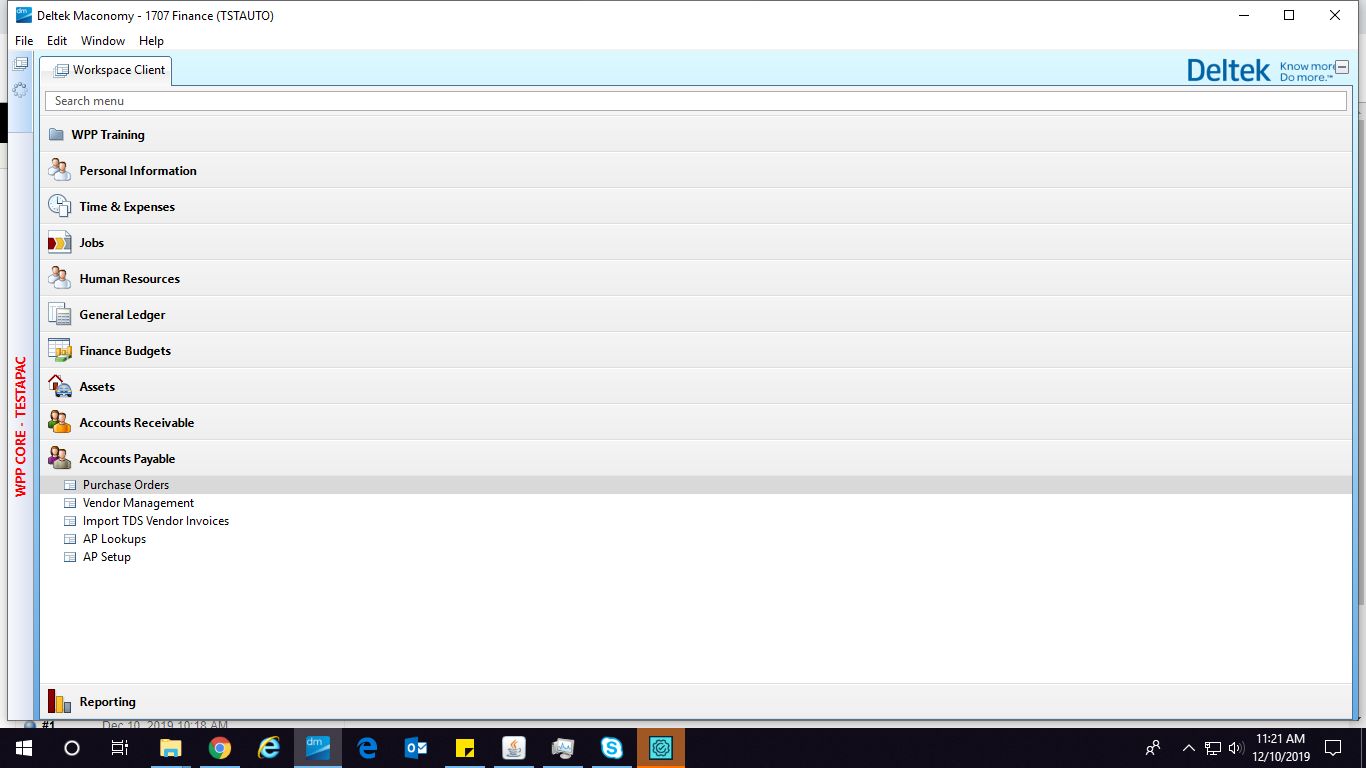 dm Deltek Maconomy - 1707 Finance (TSTAUTO)
File Edit Window Help
Workspace Client
Deltek Know more. Do more.™
Search menu
WPP Training
Personal Information
Time & Expenses
Jobs
Human Resources
General Ledger
Finance Budgets
Assets
Accounts Receivable
Accounts Payable
Purchase Orders
Vendor Management
Import TDS Vendor Invoices
AP Lookups
AP Setup
Reporting
WPP CORE - TESTAPAC
#1 Dec 10, 2019 10:18 AM
dm
11:21 AM
12/10/2019